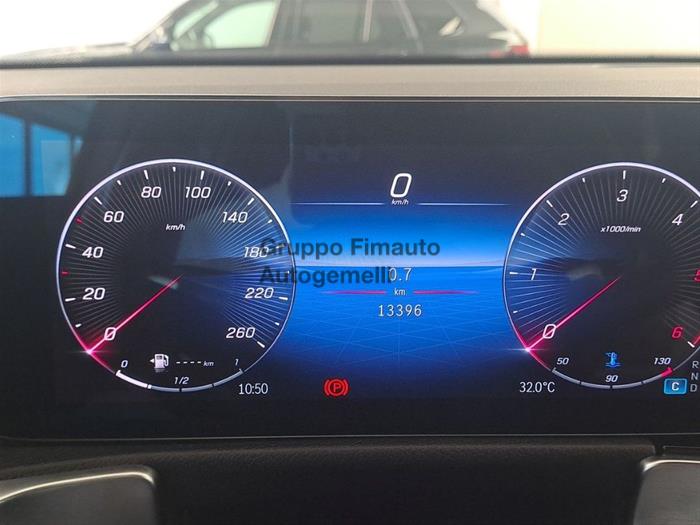 0
km/h
Gruppo Fimauto
Autogemelli
0.7
km
13396
0 20 40 60 80 100 140 180 220 260
km/h
0 1/2 1
---- km
10:50
P
32.0°C
0 1 2 3 4 5 6
x1000/min
50 90 130
R
N
C D